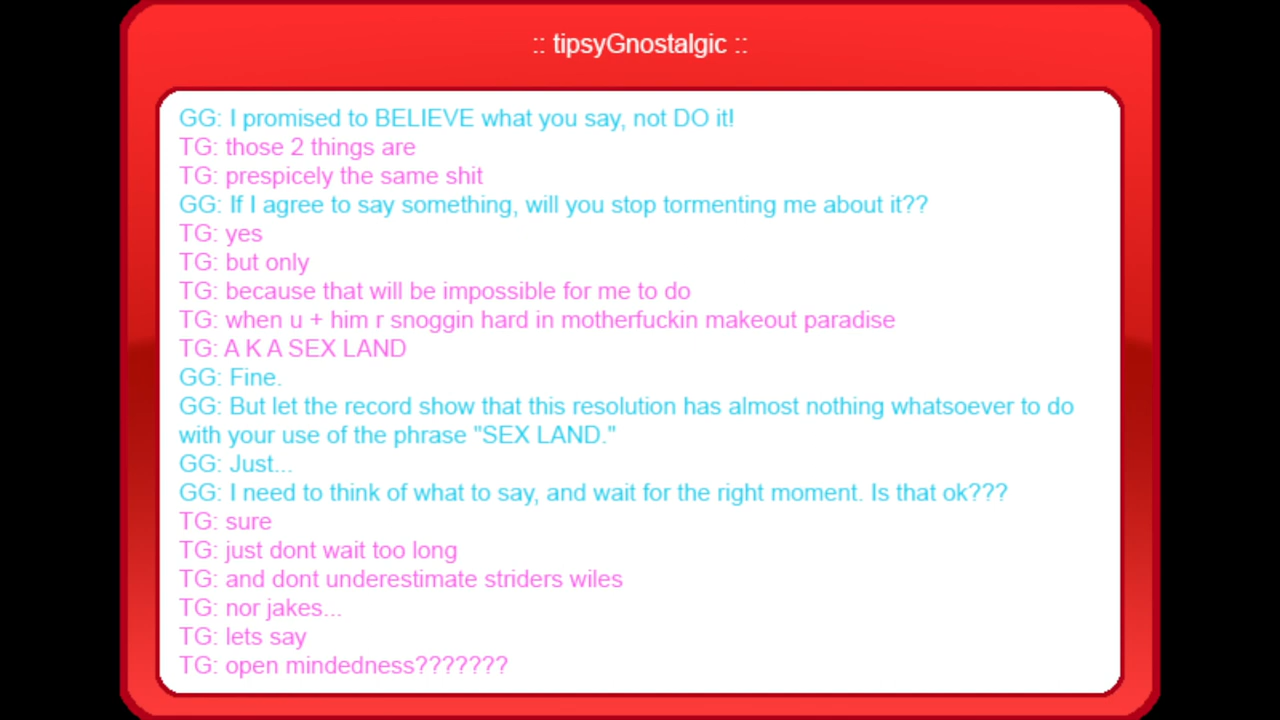 :: tipsyGnostalgic ::
GG: I promised to BELIEVE what you say, not DO it!
TG: those 2 things are
TG: prespicely the same shit
GG: If I agree to say something, will you stop tormenting me about it??
TG: yes
TG: but only
TG: because that will be impossible for me to do
TG: when u + him r snoggin hard in motherfuckin makeout paradise
TG: A K A SEX LAND
GG: Fine.
GG: But let the record show that this resolution has almost nothing whatsoever to do
with your use of the phrase "SEX LAND."
GG: Just...
GG: I need to think of what to say, and wait for the right moment. Is that ok???
TG: sure
TG: just dont wait too long
TG: and dont underestimate striders wiles
TG: nor jakes...
TG: lets say
TG: open mindedness???????